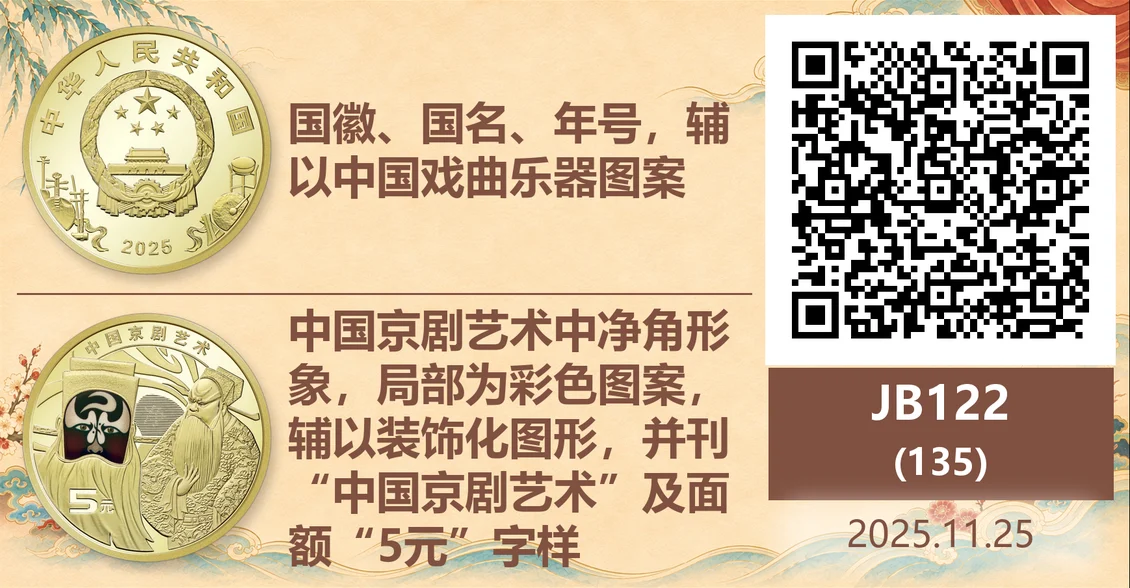 中华人民共和国
2025
国徽、国名、年号，辅
以中国戏曲乐器图案
中国京剧艺术
5元
中国京剧艺术中净角形
象，局部为彩色图案，
辅以装饰化图形，并刊
“中国京剧艺术”及面
额“5元”字样
JB122
(135)
2025.11.25